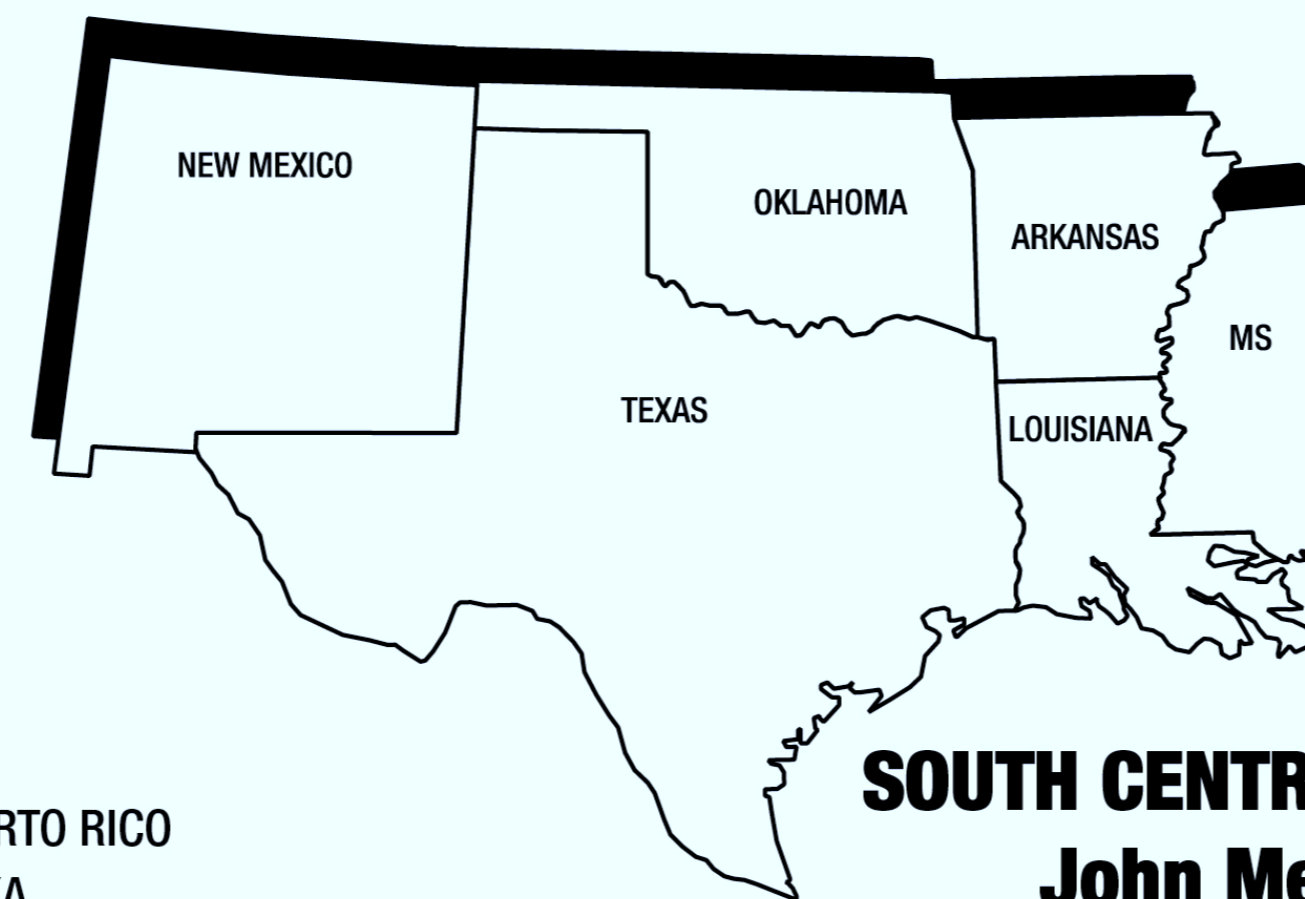 NEW MEXICO
OKLAHOMA
ARKANSAS
MS
TEXAS
LOUISIANA
SOUTH CENTR
RTO RICO
John Me